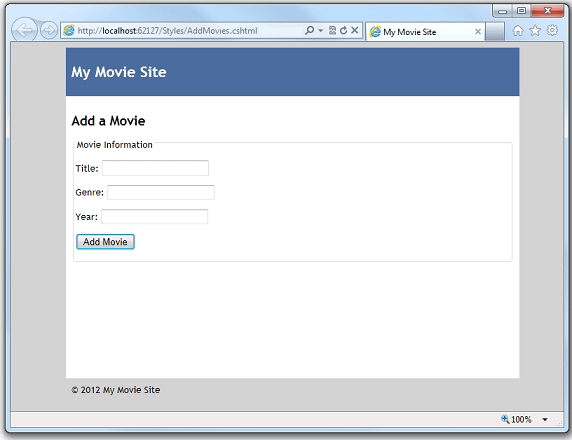 http://localhost:62127/Styles/AddMovies.cshtml
My Movie Site
My Movie Site
Add a Movie
Movie Information
Title:
Genre:
Year:
Add Movie
© 2012 My Movie Site
100%